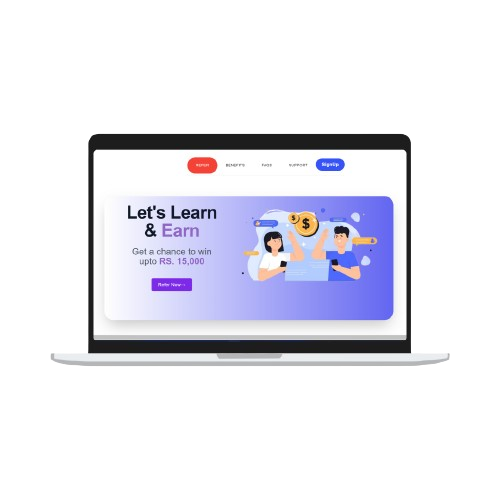 REFER
BENEFITS
FAQS
SUPPORT
SignUp
Let's Learn
& Earn
Get a chance to win
upto RS. 15,000
Refer Now
$
$